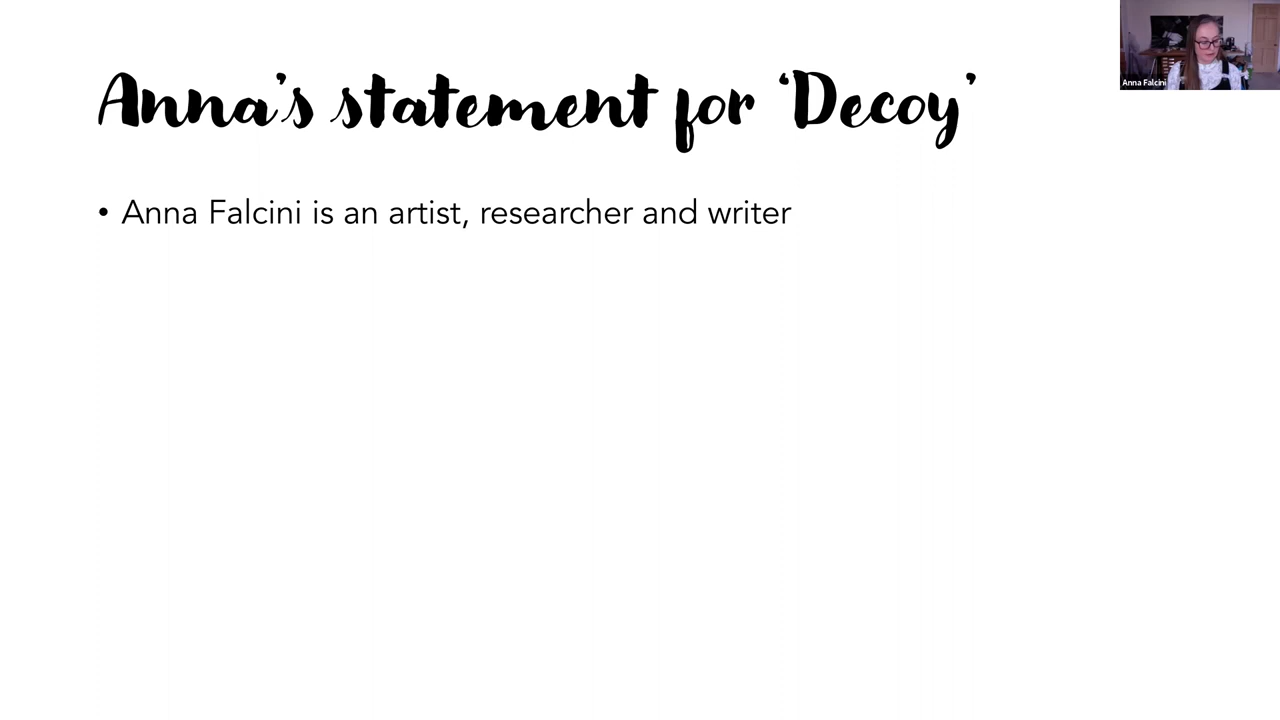 Anna's statement for ‘Decoy’
• Anna Falcini is an artist, researcher and writer
Anna Falcini